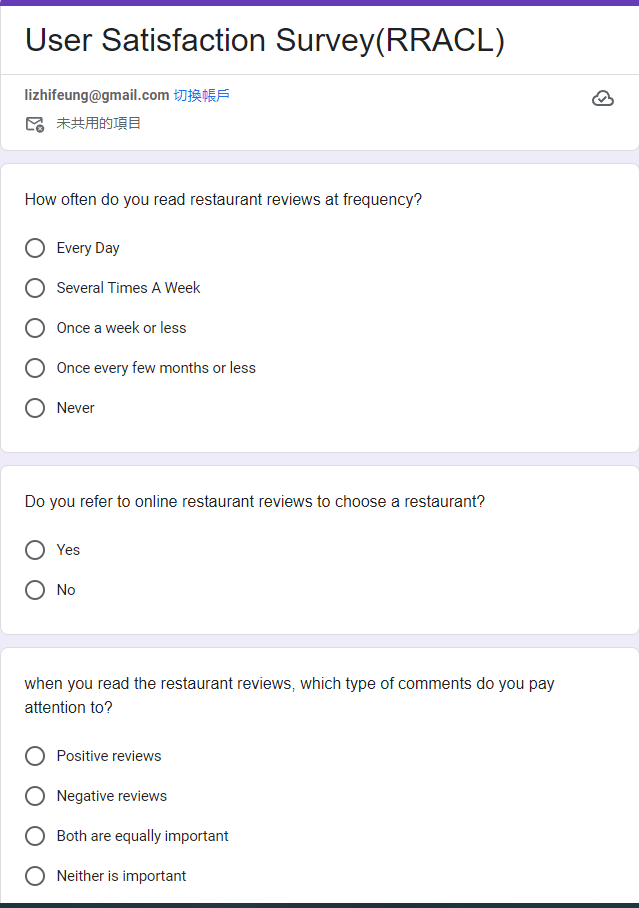 User Satisfaction Survey(RRACL)
lizhifeung@gmail.com 切換帳戶
未共用的項目
How often do you read restaurant reviews at frequency?
Every Day
Several Times A Week
Once a week or less
Once every few months or less
Never
Do you refer to online restaurant reviews to choose a restaurant?
Yes
No
when you read the restaurant reviews, which type of comments do you pay
attention to?
Positive reviews
Negative reviews
Both are equally important
Neither is important